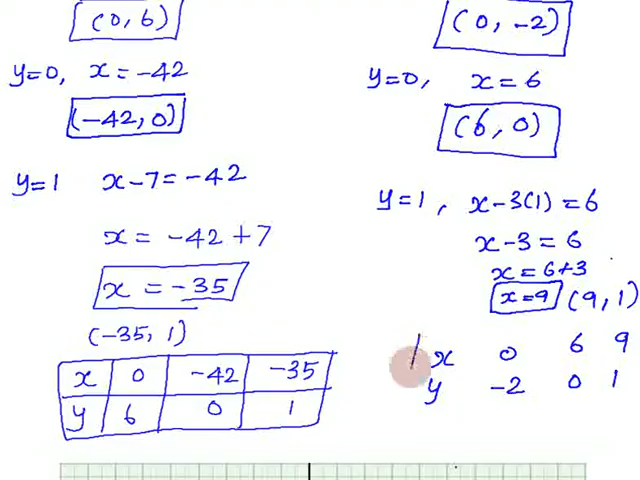 (0, 6)
y=0, x = -42
(-42, 0)
y=1 x-7 = -42
x = -42 +7
x = -35
(-35, 1)
x 0 -42 -35
y 6 0 1
(0, -2)
y=0, x = 6
(6, 0)
y=1, x-3(1) = 6
x-3 = 6
x = 6+3
x=9 (9, 1)
x 0 6 9
y -2 0 1